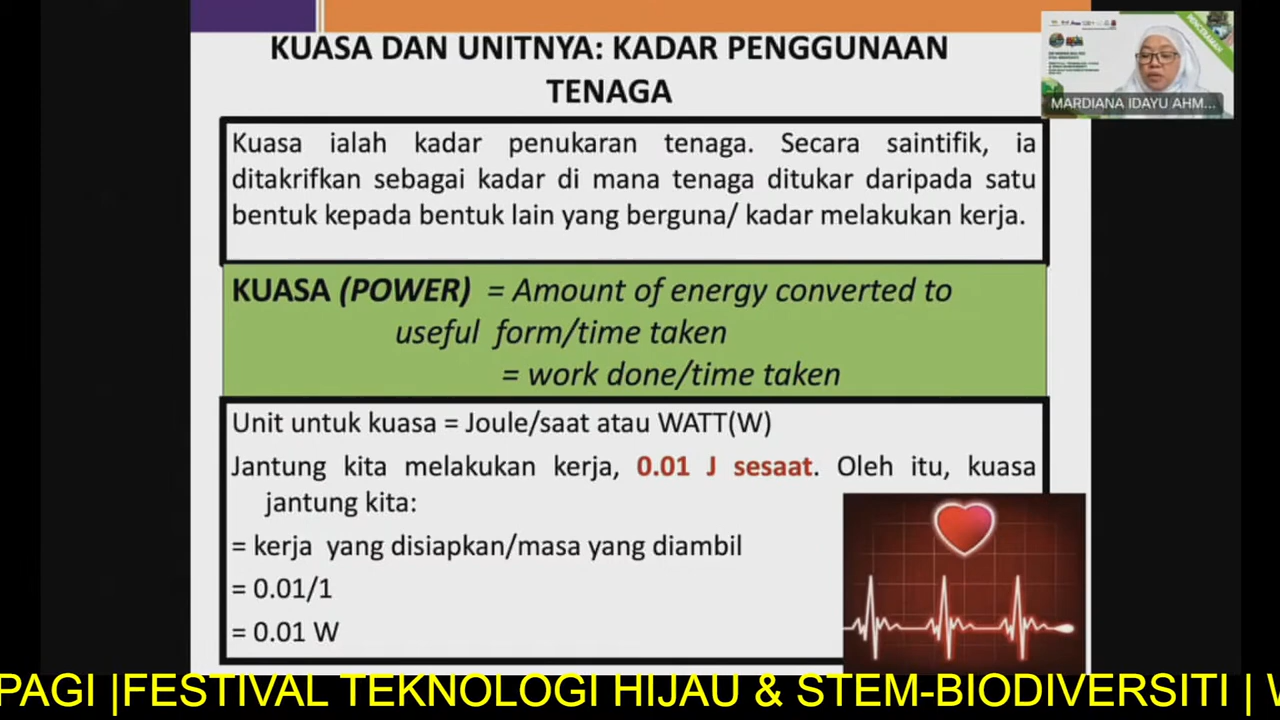 KUASA DAN UNITNYA: KADAR PENGGUNAAN
TENAGA
MARDIANA IDAYU AHM...
Kuasa ialah kadar penukaran tenaga. Secara saintifik, ia
ditakrifkan sebagai kadar di mana tenaga ditukar daripada satu
bentuk kepada bentuk lain yang berguna/ kadar melakukan kerja.
KUASA (POWER) = Amount of energy converted to
useful form/time taken
= work done/time taken
Unit untuk kuasa = Joule/saat atau WATT(W)
Jantung kita melakukan kerja, 0.01 J sesaat. Oleh itu, kuasa
jantung kita:
= kerja yang disiapkan/masa yang diambil
= 0.01/1
= 0.01 W
PAGI |FESTIVAL TEKNOLOGI HIJAU & STEM-BIODIVERSITI |